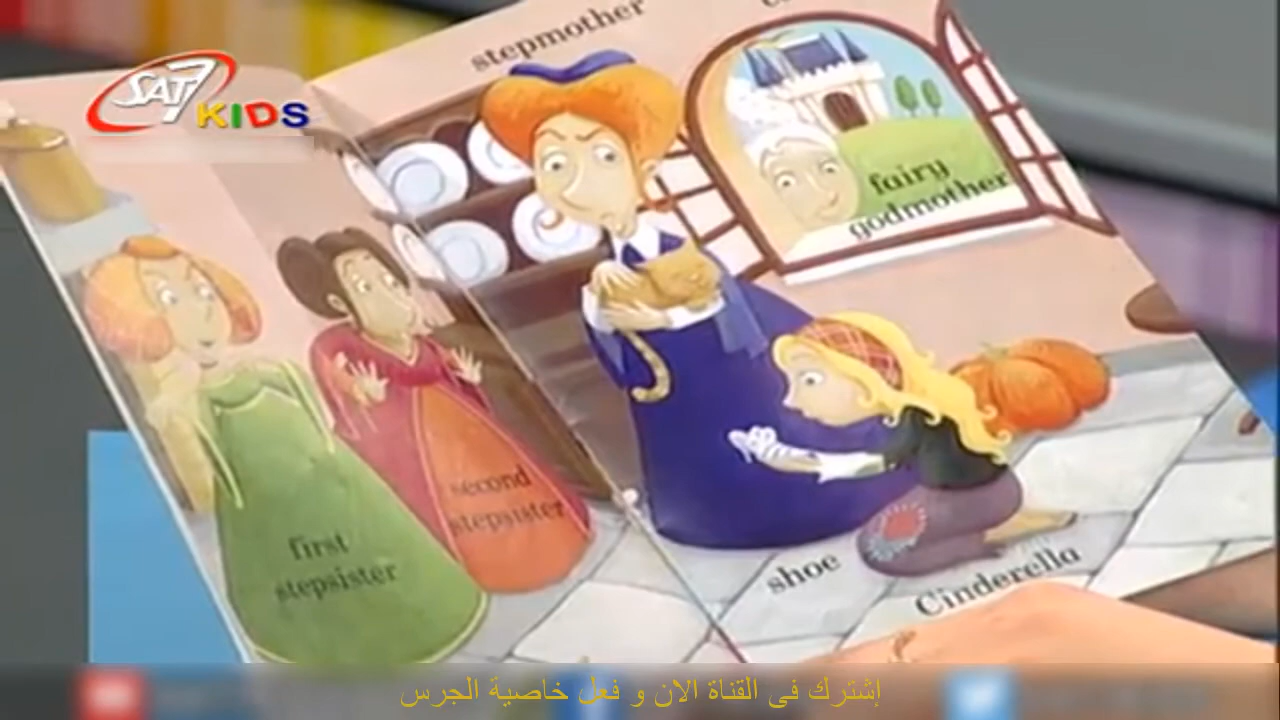 stepmother
SAT7
KIDS
fairy
godmother
second
stepsister
first
stepsister
shoe
Cinderella
إشترك فى القناة الان و فعل خاصية الجرس